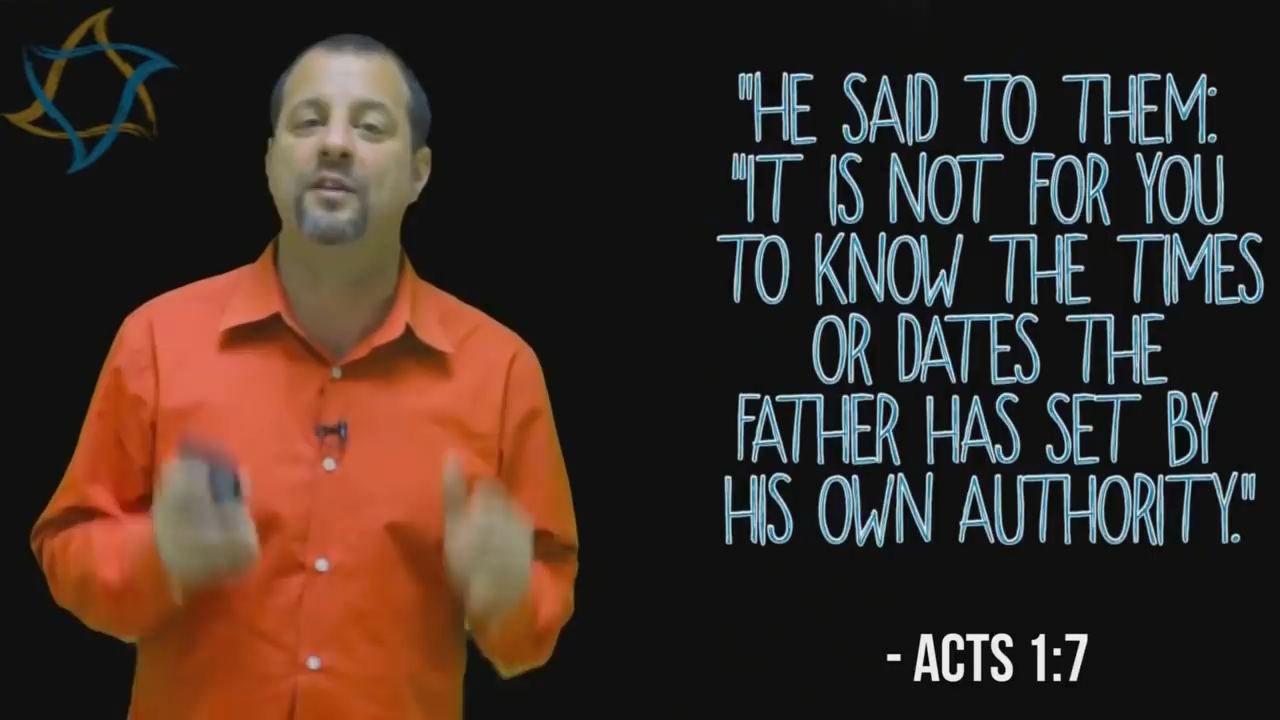 "HE SAID TO THEM:
"IT IS NOT FOR YOU
TO KNOW THE TIMES
OR DATES THE
FATHER HAS SET BY
HIS OWN AUTHORITY."
- ACTS 1:7